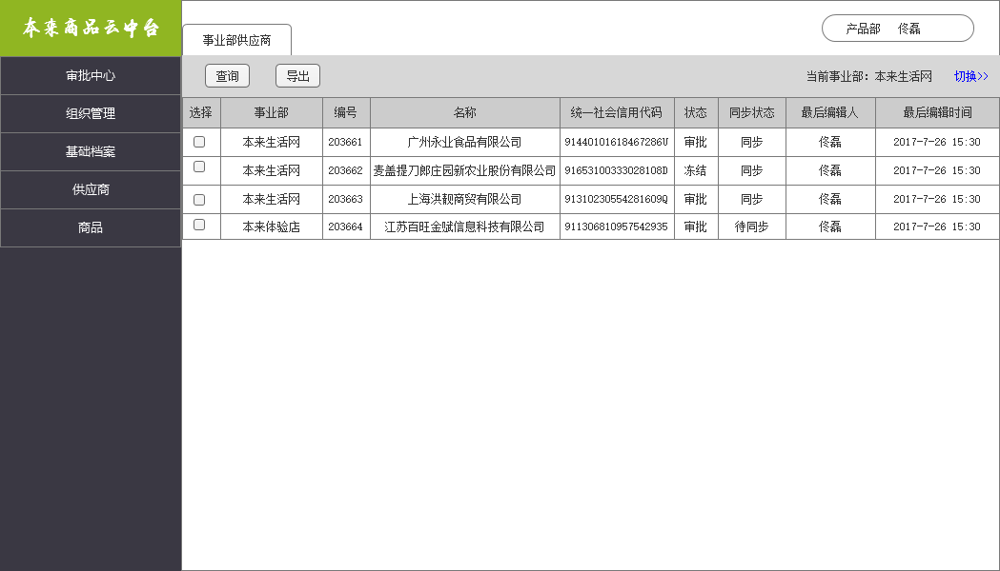 本来商品云中台
产品部 佟磊
事业部供应商
查询 导出 当前事业部：本来生活网 切换>>
审批中心
组织管理
基础档案
供应商
商品
选择 事业部 编号 名称 统一社会信用代码 状态 同步状态 最后编辑人 最后编辑时间
本来生活网 203661 广州永业食品有限公司 91440101618467286U 审批 同步 佟磊 2017-7-26 15:30
本来生活网 203662 麦盖提刀郎庄园新农业股份有限公司 91653100333028108D 冻结 同步 佟磊 2017-7-26 15:30
本来生活网 203663 上海洪靓商贸有限公司 91310230554281609Q 审批 同步 佟磊 2017-7-26 15:30
本来体验店 203664 江苏百旺金赋信息科技有限公司 911306810957542935 审批 待同步 佟磊 2017-7-26 15:30